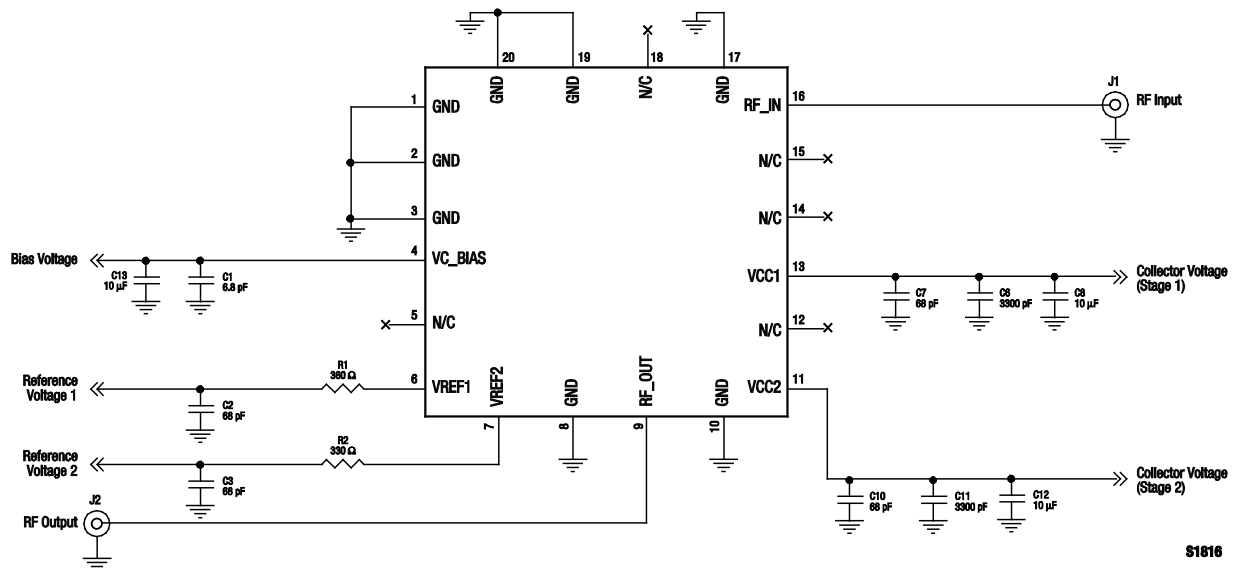 20
19
18
17
GND
GND
N/C
GND
1
GND
2
GND
3
GND
4
VC_BIAS
5
N/C
6
VREF1
16
RF_IN
15
N/C
14
N/C
13
VCC1
12
N/C
11
VCC2
VREF2
GND
RF_OUT
GND
7
8
9
10
J1
RF Input
Bias Voltage
C13
10 µF
C1
6.8 pF
Reference
Voltage 1
R1
360 Ω
C2
68 pF
Reference
Voltage 2
R2
330 Ω
C3
68 pF
J2
RF Output
C7
68 pF
C6
3300 pF
C8
10 µF
Collector Voltage
(Stage 1)
C10
68 pF
C11
3300 pF
C12
10 µF
Collector Voltage
(Stage 2)
S1816